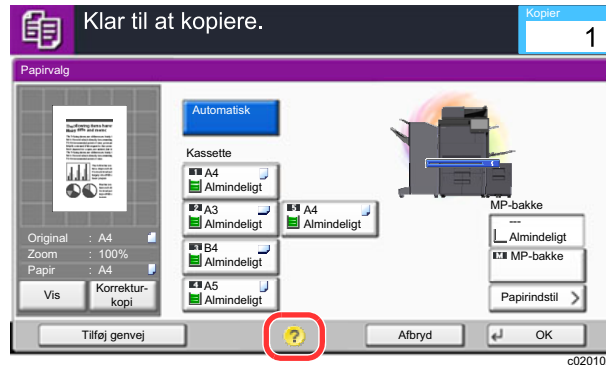 Klar til at kopiere.
Kopier
1
Papirvalg
Automatisk
Kassette
1 A4
Almindeligt
2 A3
Almindeligt
5 A4
Almindeligt
3 B4
Almindeligt
4 A5
Almindeligt
MP-bakke
---
Almindeligt
M MP-bakke
Papirindstil
Original : A4
Zoom : 100%
Papir : A4
Vis
Korrektur-
kopi
Tilføj genvej
?
Afbryd
OK
c02010